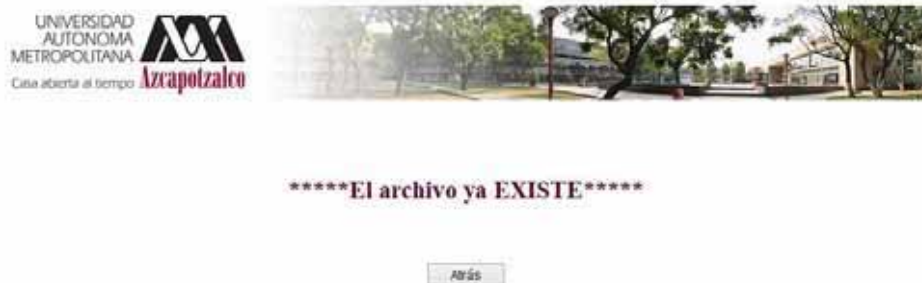 UNIVERSIDAD
AUTONOMA
METROPOLITANA
Casa abierta al tiempo Azcapotzalco
*****El archivo ya EXISTE*****
Atrás